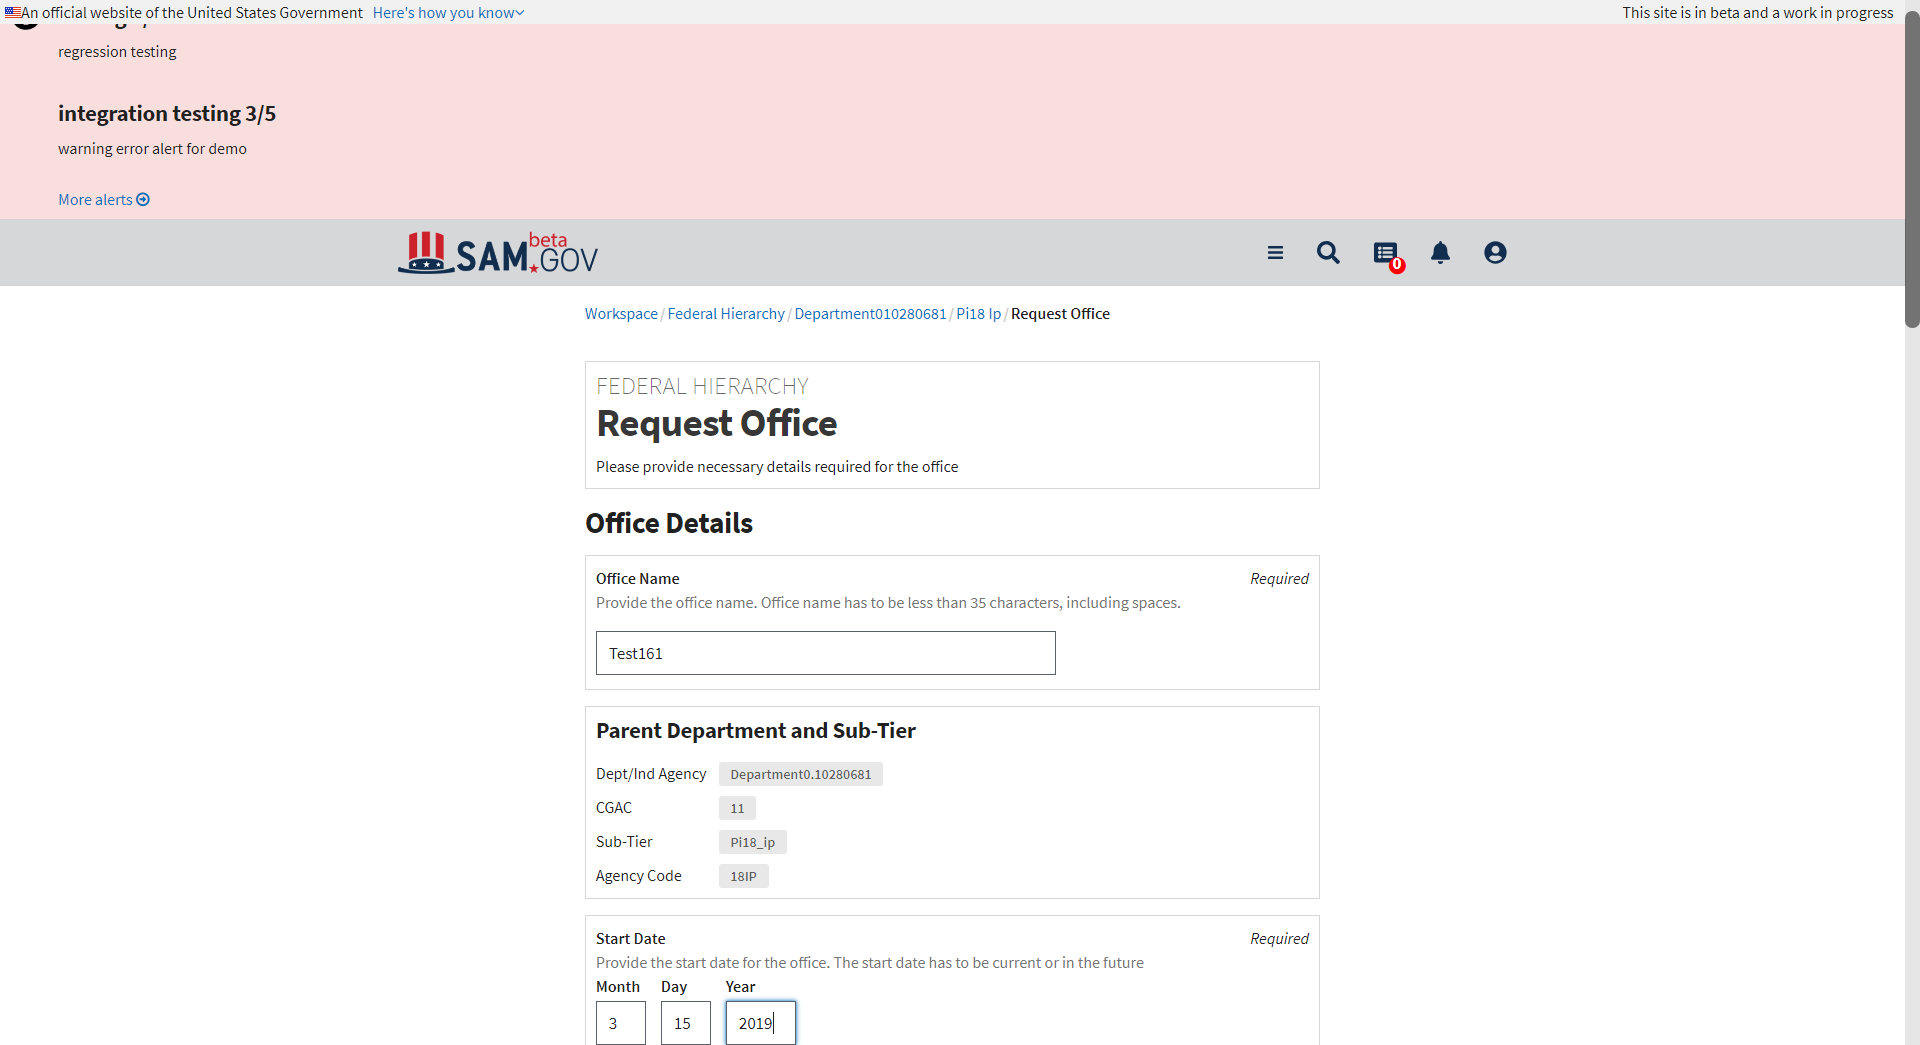 An official website of the United States Government Here's how you know
This site is in beta and a work in progress
regression testing
integration testing 3/5
warning error alert for demo
More alerts
SAM.GOV beta
0
Workspace / Federal Hierarchy / Department010280681 / Pi18 Ip / Request Office
FEDERAL HIERARCHY
Request Office
Please provide necessary details required for the office
Office Details
Office Name Required
Provide the office name. Office name has to be less than 35 characters, including spaces.
Test161
Parent Department and Sub-Tier
Dept/Ind Agency Department0.10280681
CGAC 11
Sub-Tier Pi18_ip
Agency Code 18IP
Start Date Required
Provide the start date for the office. The start date has to be current or in the future
Month Day Year
3 15 2019